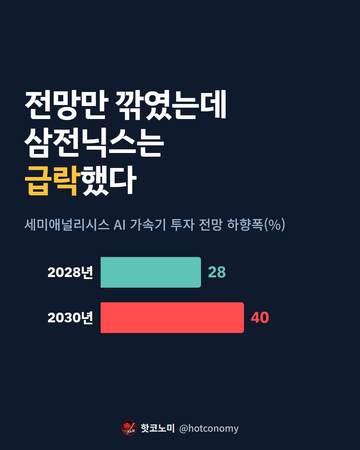 전망만 깎였는데
삼전닉스는
급락했다
세미애널리시스 AI 가속기 투자 전망 하향폭(%)
2028년 28
2030년 40
핫코노미 @hotconomy